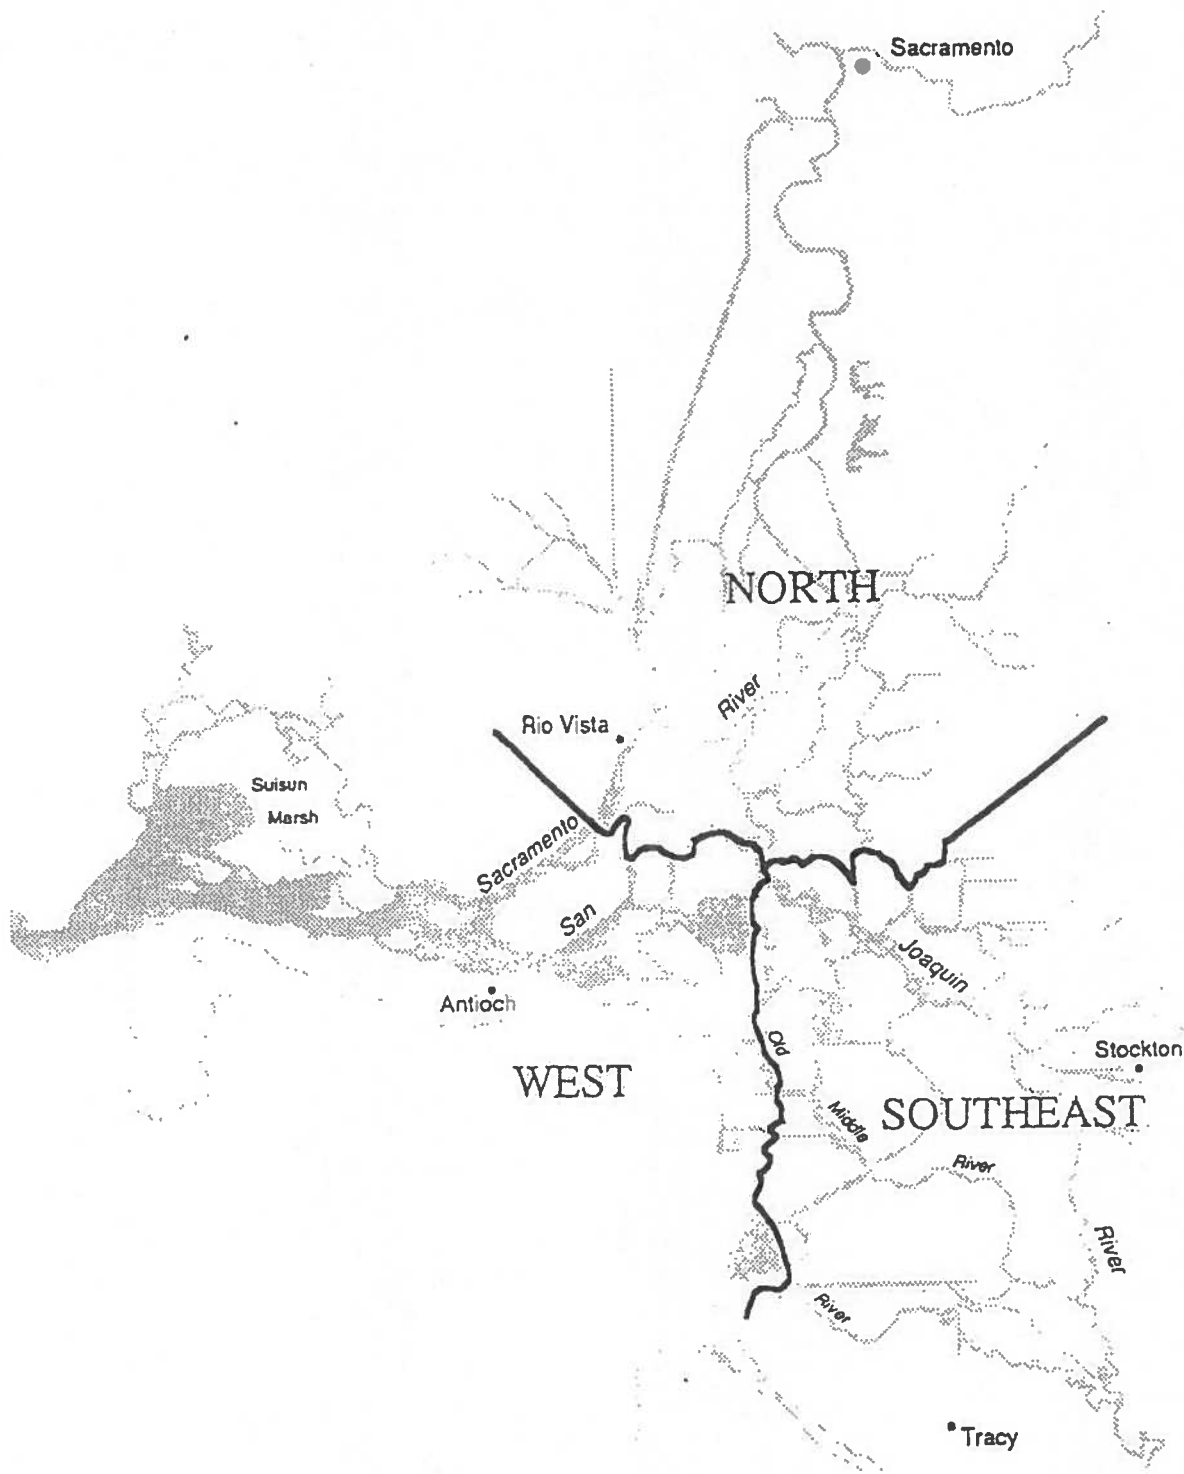 Sacramento
NORTH
River
Rio Vista
Suisun
Marsh
Sacramento
San
Joaquin
Antioch
Old
Stockton
WEST
SOUTHEAST
Middle
River
River
River
Tracy